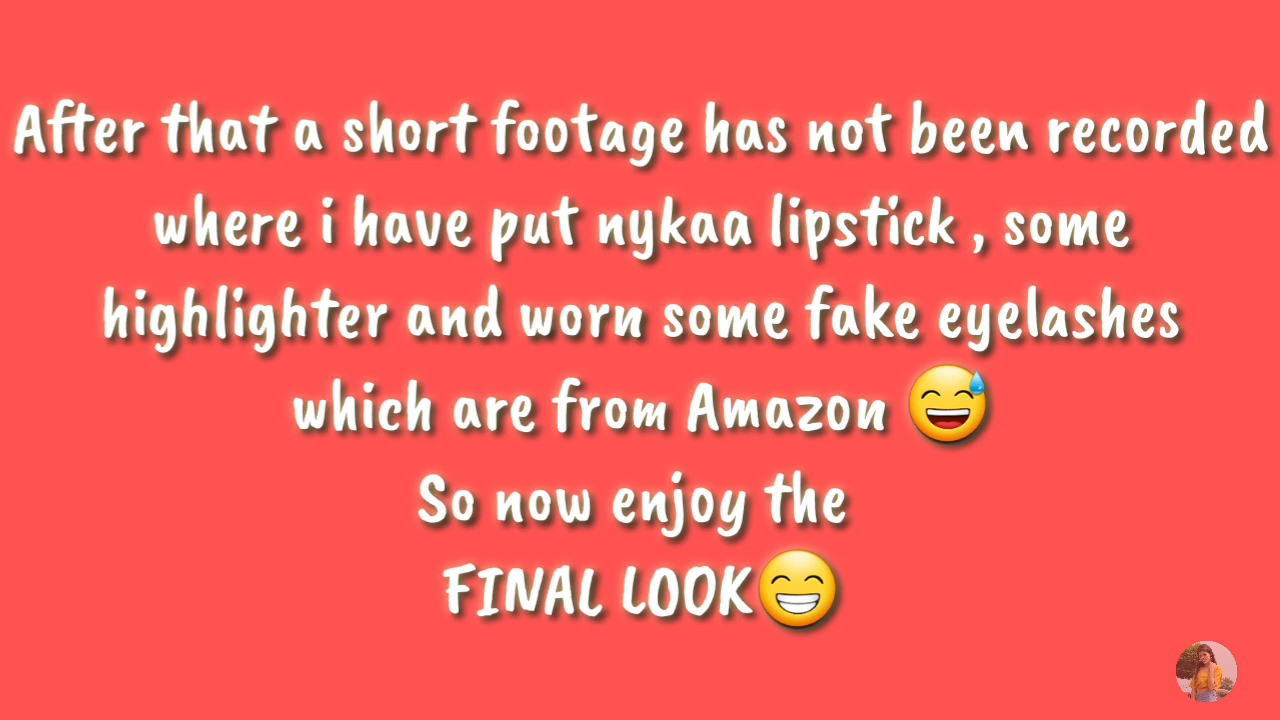 After that a short footage has not been recorded
where i have put nykaa lipstick , some
highlighter and worn some fake eyelashes
which are from Amazon 😅
So now enjoy the
FINAL LOOK😁